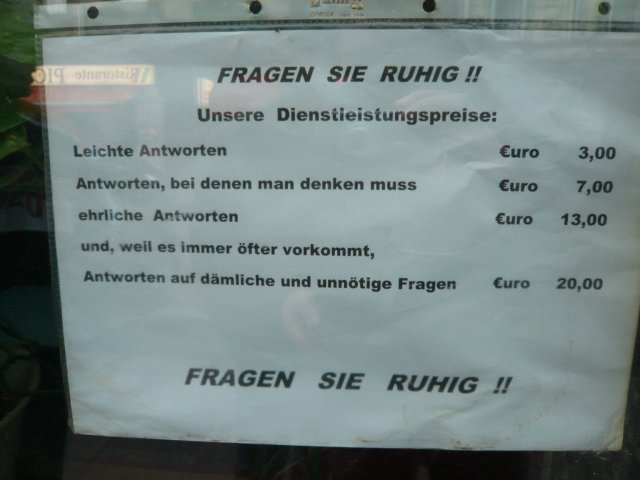 Ristorante PIC
FRAGEN SIE RUHIG !!
Unsere Dienstleistungspreise:
Leichte Antworten €uro 3,00
Antworten, bei denen man denken muss €uro 7,00
ehrliche Antworten €uro 13,00
und, weil es immer öfter vorkommt,
Antworten auf dämliche und unnötige Fragen €uro 20,00
FRAGEN SIE RUHIG !!